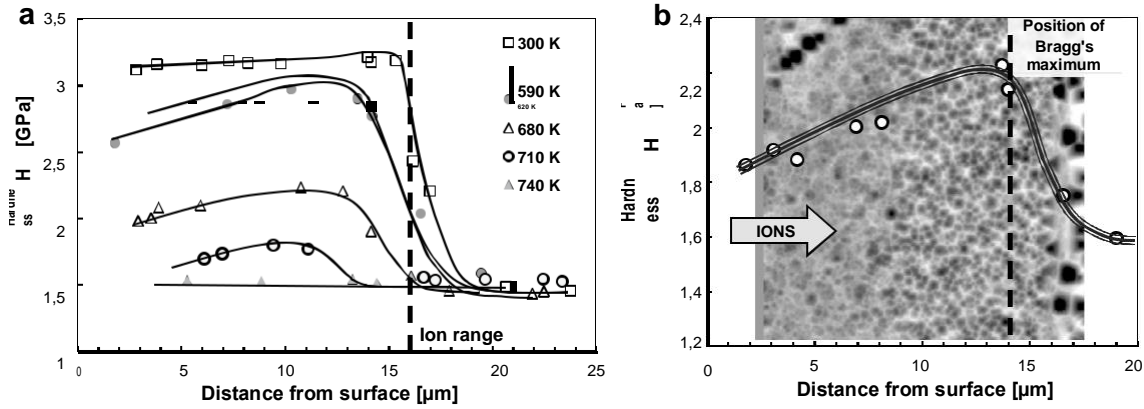 a
3,5
3
2,5
2
1,5
1
Hardne
ss
H
[GPa]
300 K
590 K
620 K
680 K
710 K
740 K
Ion range
0
5
10
15
20
25
Distance from surface [µm]
b
2,4
2,2
2
1,8
1,6
1,4
1,2
Hardn
ess
H
Position of
Bragg's
maximum
IONS
0
5
10
15
20
Distance from surface [µm]